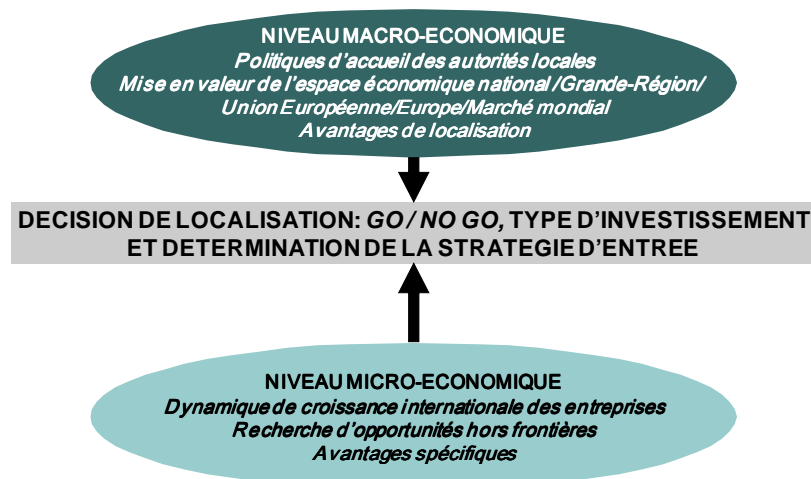 NIVEAU MACRO-ECONOMIQUE
Politiques d'accueil des autorités locales
Mise en valeur de l'espace économique national /Grande-Région/
Union Européenne/Europe/Marché mondial
Avantages de localisation
DECISION DE LOCALISATION: GO / NO GO, TYPE D'INVESTISSEMENT
ET DETERMINATION DE LA STRATEGIE D'ENTREE
NIVEAU MICRO-ECONOMIQUE
Dynamique de croissance internationale des entreprises
Recherche d'opportunités hors frontières
Avantages spécifiques